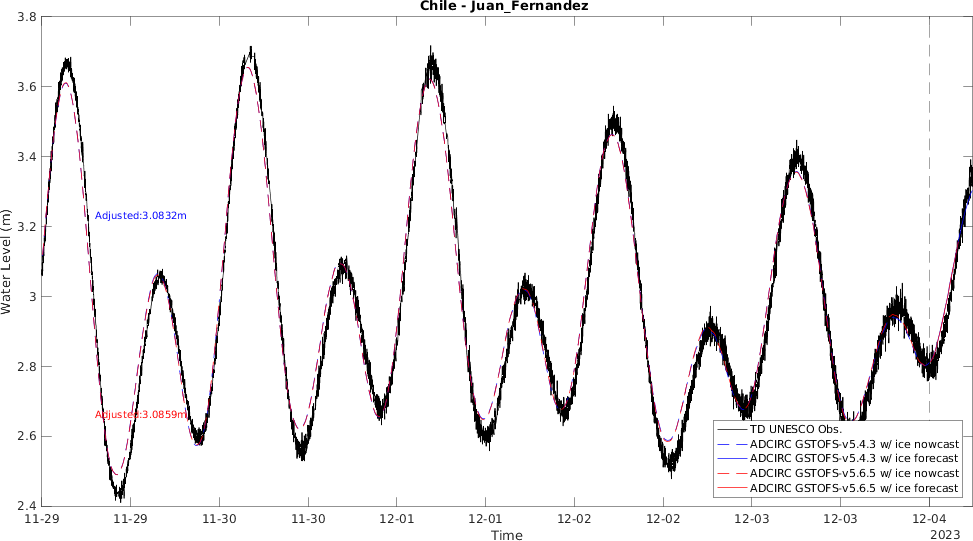 Chile - Juan_Fernandez
3.8
3.6
3.4
3.2
3
2.8
2.6
2.4
Water Level (m)
Adjusted:3.0832m
Adjusted:3.0859m
TD UNESCO Obs.
ADCIRC GSTOFS-v5.4.3 w/ ice nowcast
ADCIRC GSTOFS-v5.4.3 w/ ice forecast
ADCIRC GSTOFS-v5.6.5 w/ ice nowcast
ADCIRC GSTOFS-v5.6.5 w/ ice forecast
11-29 11-29 11-30 11-30 12-01 12-01 12-02 12-02 12-03 12-03 12-04
Time
2023